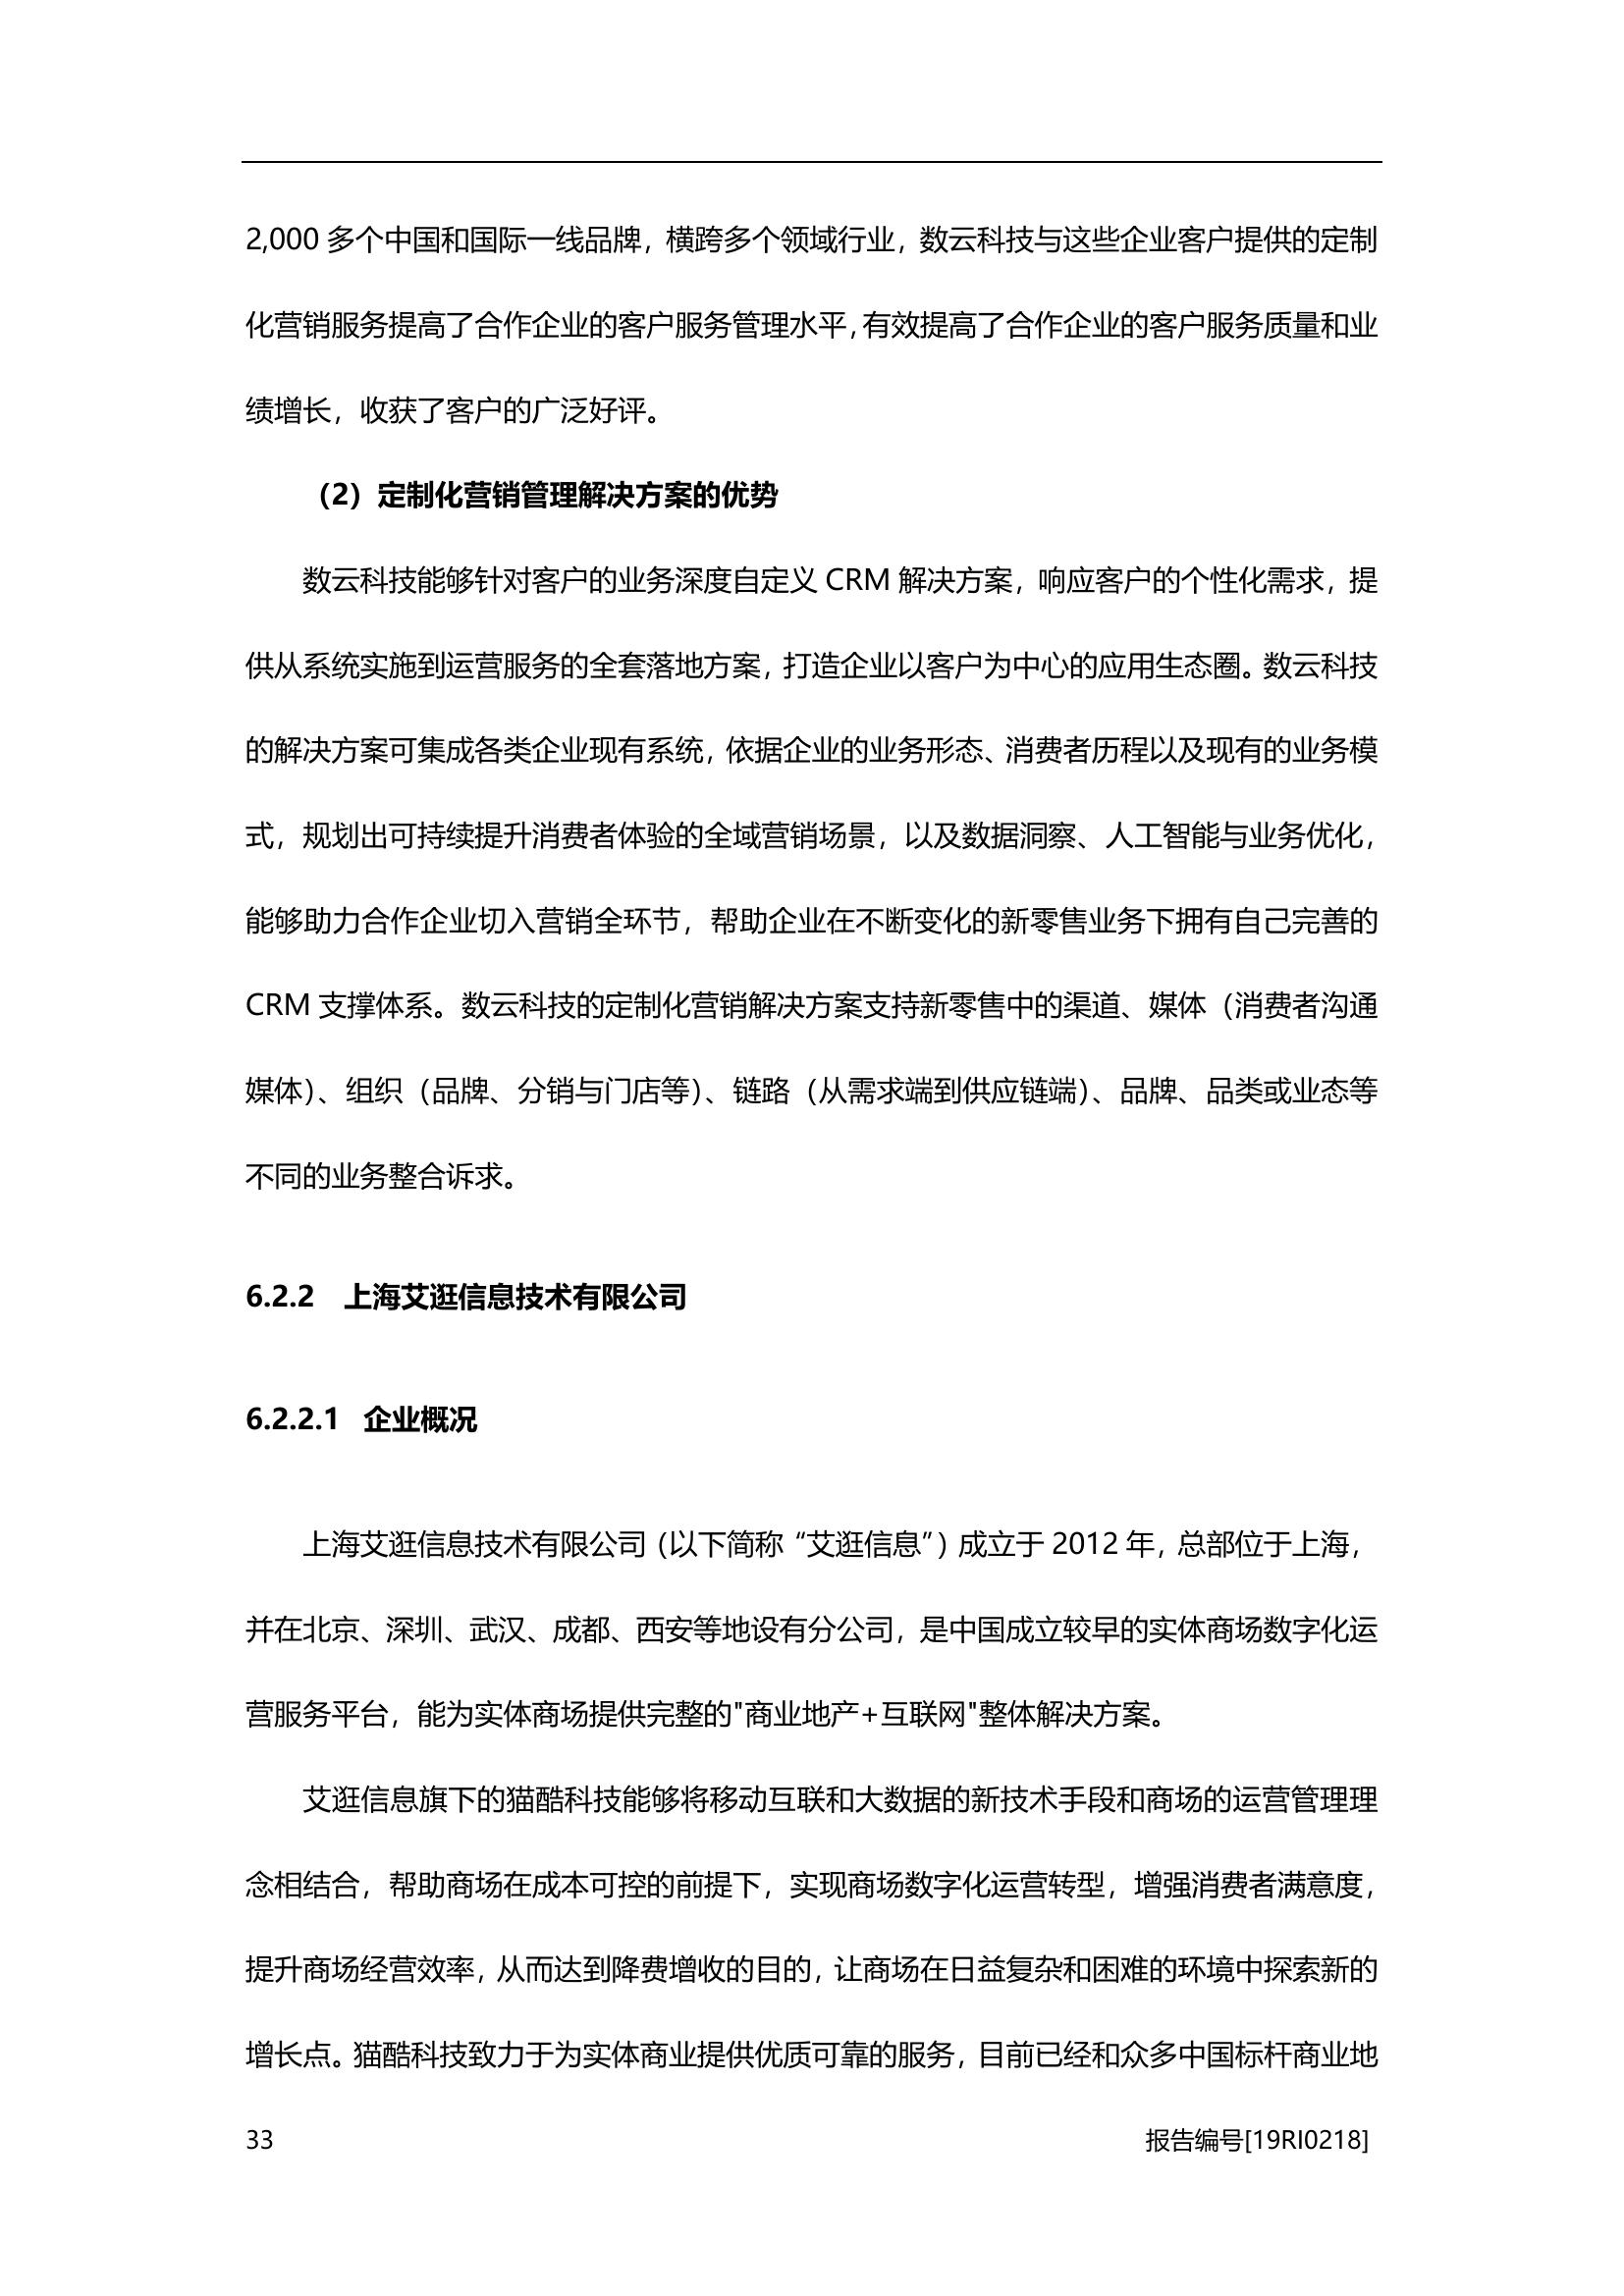 2,000 多个中国和国际一线品牌，横跨多个领域行业，数云科技与这些企业客户提供的定制
化营销服务提高了合作企业的客户服务管理水平，有效提高了合作企业的客户服务质量和业
绩增长，收获了客户的广泛好评。
（2）定制化营销管理解决方案的优势
数云科技能够针对客户的业务深度自定义 CRM 解决方案，响应客户的个性化需求，提
供从系统实施到运营服务的全套落地方案，打造企业以客户为中心的应用生态圈。数云科技
的解决方案可集成各类企业现有系统，依据企业的业务形态、消费者历程以及现有的业务模
式，规划出可持续提升消费者体验的全域营销场景，以及数据洞察、人工智能与业务优化，
能够助力合作企业切入营销全环节，帮助企业在不断变化的新零售业务下拥有自己完善的
CRM 支撑体系。数云科技的定制化营销解决方案支持新零售中的渠道、媒体（消费者沟通
媒体）、组织（品牌、分销与门店等）、链路（从需求端到供应链端）、品牌、品类或业态等
不同的业务整合诉求。
6.2.2 上海艾逛信息技术有限公司
6.2.2.1 企业概况
上海艾逛信息技术有限公司（以下简称“艾逛信息”）成立于 2012 年，总部位于上海，
并在北京、深圳、武汉、成都、西安等地设有分公司，是中国成立较早的实体商场数字化运
营服务平台，能为实体商场提供完整的"商业地产+互联网"整体解决方案。
艾逛信息旗下的猫酷科技能够将移动互联和大数据的新技术手段和商场的运营管理理
念相结合，帮助商场在成本可控的前提下，实现商场数字化运营转型，增强消费者满意度，
提升商场经营效率，从而达到降费增收的目的，让商场在日益复杂和困难的环境中探索新的
增长点。猫酷科技致力于为实体商业提供优质可靠的服务，目前已经和众多中国标杆商业地
33 报告编号[19RI0218]